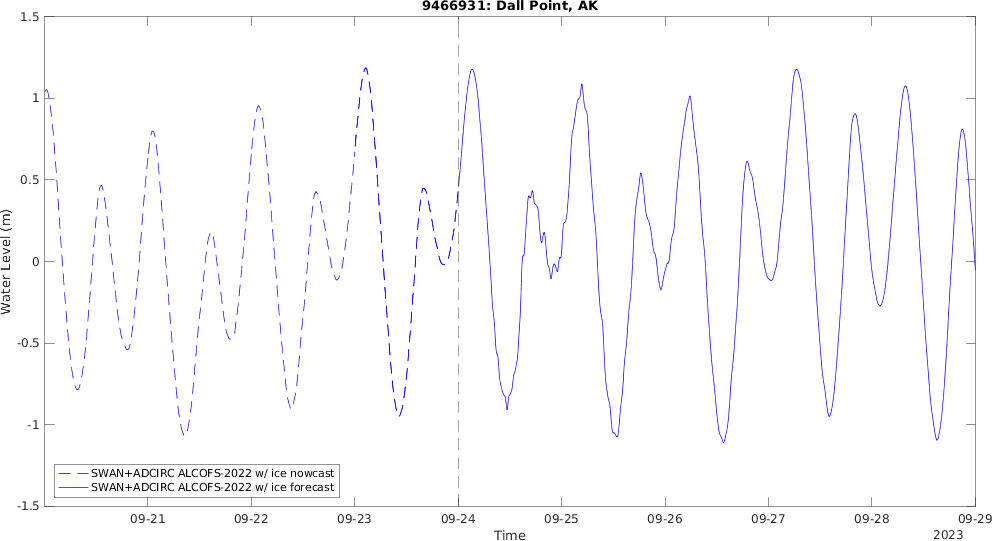 9466931: Dall Point, AK
1.5
1
0.5
0
-0.5
-1
-1.5
Water Level (m)
SWAN+ADCIRC ALCOFS-2022 w/ ice nowcast
SWAN+ADCIRC ALCOFS-2022 w/ ice forecast
09-21 09-22 09-23 09-24 09-25 09-26 09-27 09-28 09-29
Time
2023